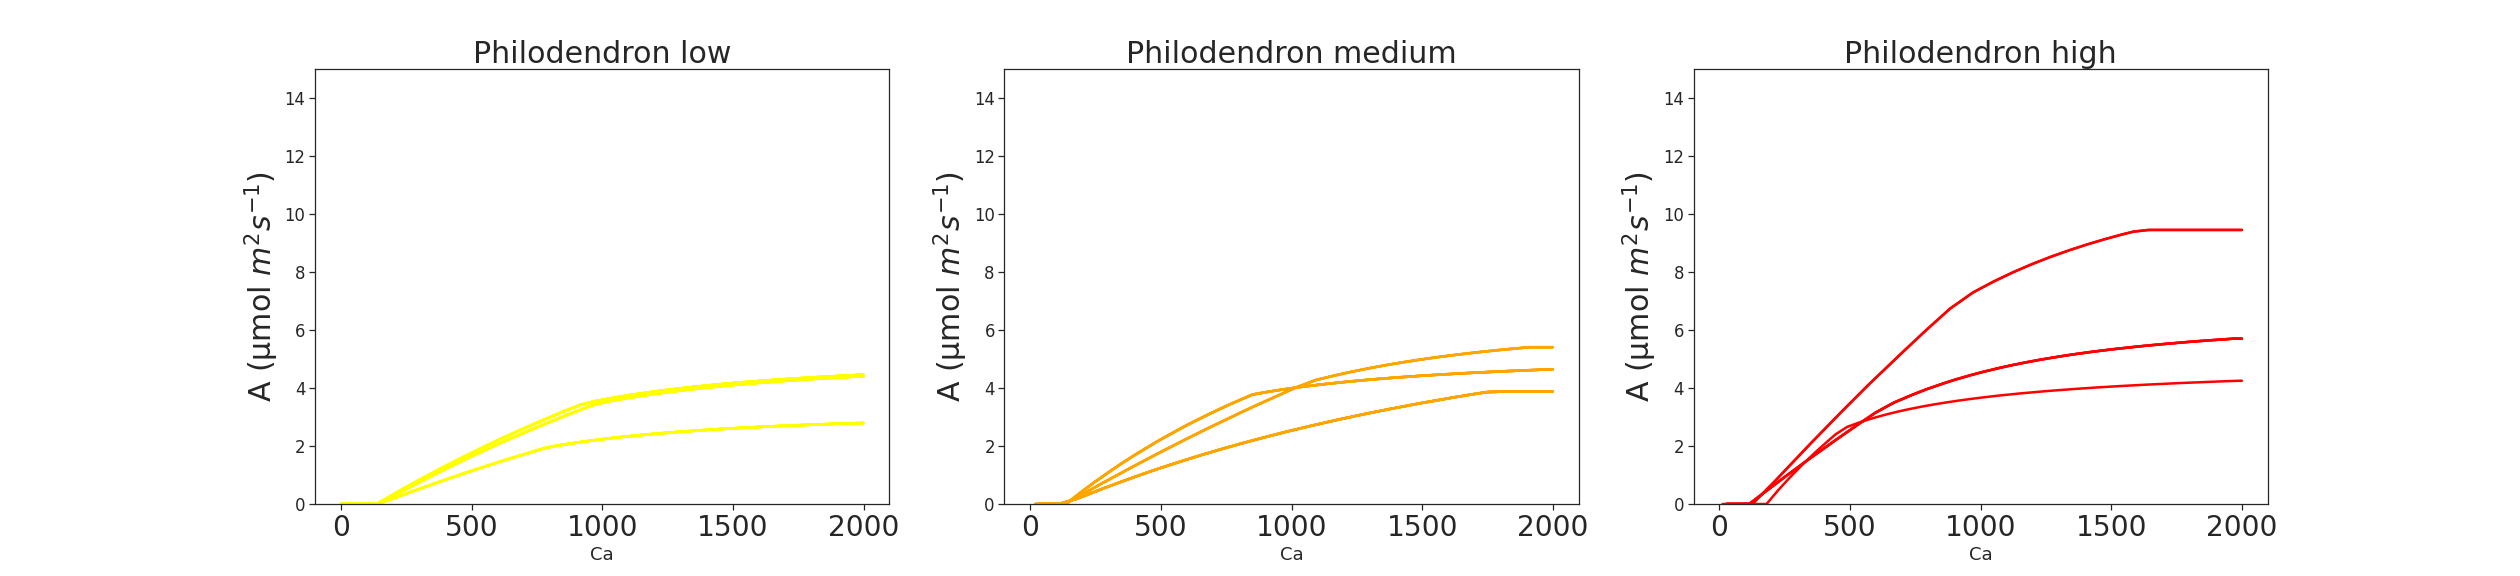 Philodendron low
14
12
10
8
6
4
2
0
A (µmol m²s⁻¹)
0 500 1000 1500 2000
Ca
Philodendron medium
14
12
10
8
6
4
2
0
A (µmol m²s⁻¹)
0 500 1000 1500 2000
Ca
Philodendron high
14
12
10
8
6
4
2
0
A (µmol m²s⁻¹)
0 500 1000 1500 2000
Ca